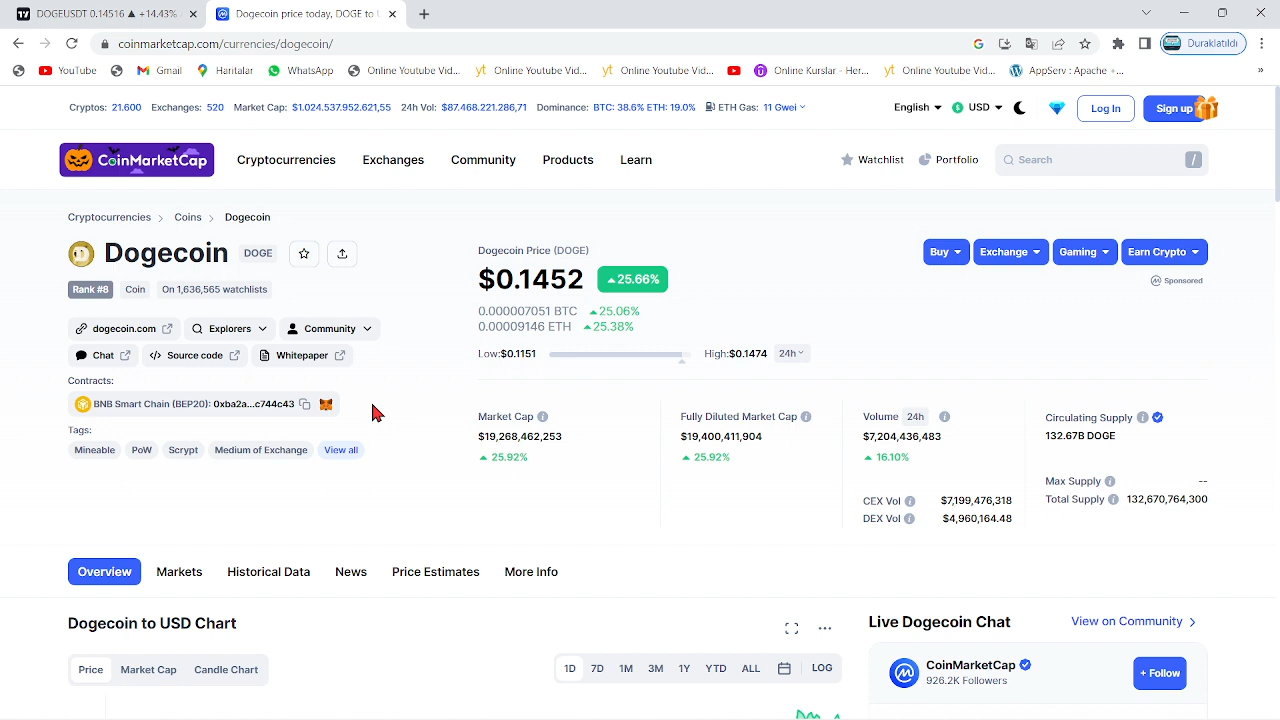 DOGEUSDT 0.14516 ▲ +14.43%
Dogecoin price today, DOGE to U
coinmarketcap.com/currencies/dogecoin/
Duraklatıldı
YouTube
Gmail
Haritalar
WhatsApp
Online Youtube Vid...
Online Youtube Vid...
Online Youtube Vid...
Online Kurslar - Her...
Online Youtube Vid...
AppServ : Apache +...
»
Cryptos: 21.600 Exchanges: 520 Market Cap: $1.024.537.952.621,55 24h Vol: $87.468.221.286,71 Dominance: BTC: 38.6% ETH: 19.0% ETH Gas: 11 Gwei
English
USD
Log In
Sign up
CoinMarketCap
Cryptocurrencies
Exchanges
Community
Products
Learn
Watchlist
Portfolio
Search
/
Cryptocurrencies > Coins > Dogecoin
Dogecoin DOGE
Rank #8
Coin
On 1,636,565 watchlists
dogecoin.com
Explorers
Community
Chat
Source code
Whitepaper
Contracts:
BNB Smart Chain (BEP20): 0xba2a...c744c43
Tags:
Mineable
PoW
Scrypt
Medium of Exchange
View all
Dogecoin Price (DOGE)
$0.1452 25.66%
0.000007051 BTC 25.06%
0.00009146 ETH 25.38%
Low:$0.1151
High:$0.1474
24h
Buy
Exchange
Gaming
Earn Crypto
Sponsored
Market Cap
$19,268,462,253
25.92%
Fully Diluted Market Cap
$19,400,411,904
25.92%
Volume 24h
$7,204,436,483
16.10%
CEX Vol $7,199,476,318
DEX Vol $4,960,164.48
Circulating Supply
132.67B DOGE
Max Supply --
Total Supply 132,670,764,300
Overview
Markets
Historical Data
News
Price Estimates
More Info
Dogecoin to USD Chart
Price
Market Cap
Candle Chart
1D
7D
1M
3M
1Y
YTD
ALL
LOG
Live Dogecoin Chat
View on Community >
CoinMarketCap
926.2K Followers
+ Follow